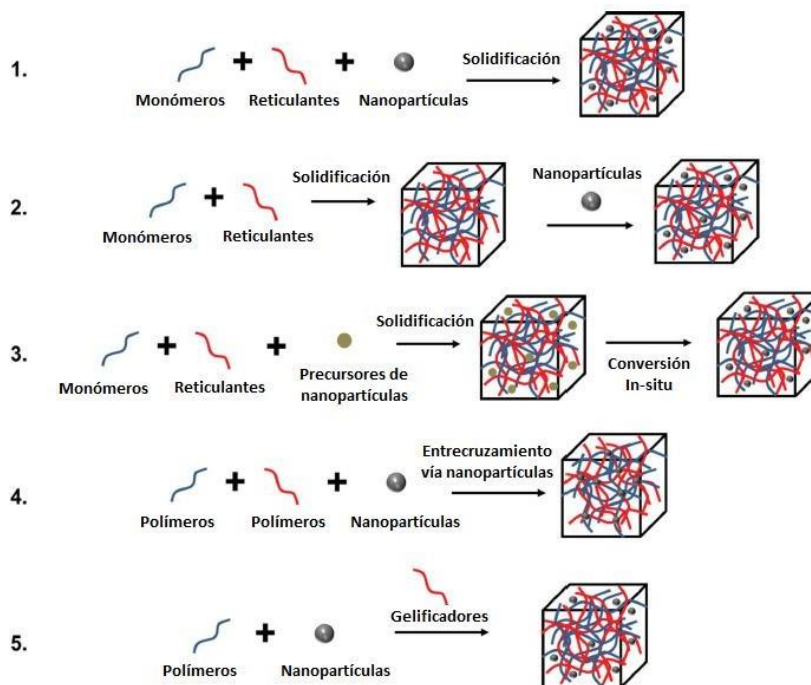 1.
Monómeros
Reticulantes
Nanopartículas
Solidificación
2.
Monómeros
Reticulantes
Solidificación
Nanopartículas
3.
Monómeros
Reticulantes
Precursores de
nanopartículas
Solidificación
Conversión
In-situ
4.
Polímeros
Polímeros
Nanopartículas
Entrecruzamiento
vía nanopartículas
5.
Polímeros
Nanopartículas
Gelificadores